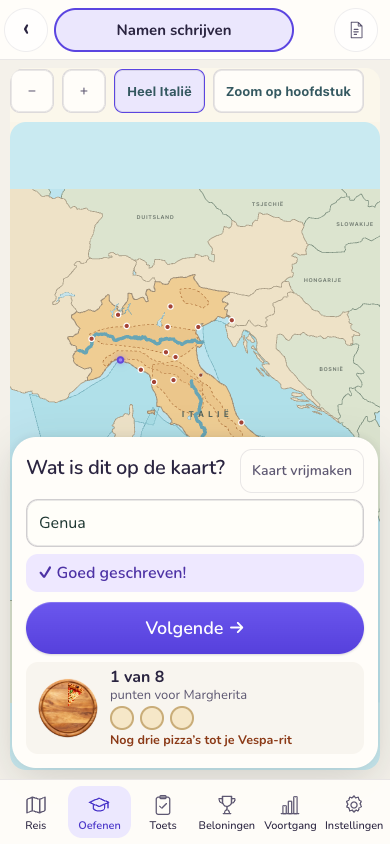 Namen schrijven
−
+
Heel Italië
Zoom op hoofdstuk
DUITSLAND
TSJECHIË
SLOWAKIJE
HONGARIJE
BOSNIË
ITALIË
Wat is dit op de kaart?
Kaart vrijmaken
Genua
✓ Goed geschreven!
Volgende →
1 van 8
punten voor Margherita
Nog drie pizza's tot je Vespa-rit
Reis
Oefenen
Toets
Beloningen
Voortgang
Instellingen